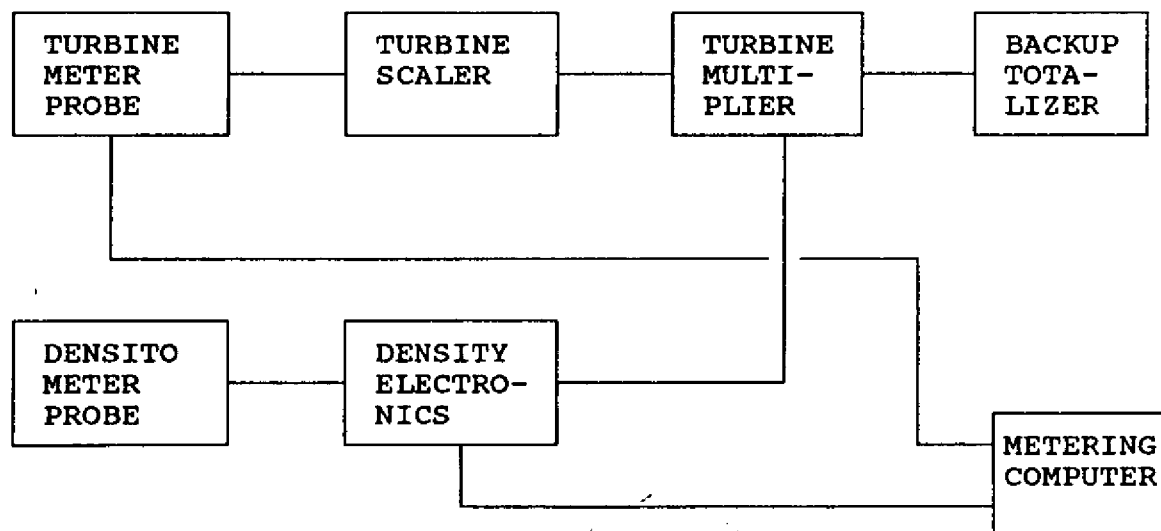 TURBINE
METER
PROBE
TURBINE
SCALER
TURBINE
MULTI-
PLIER
BACKUP
TOTA-
LIZER
DENSITO
METER
PROBE
DENSITY
ELECTRO-
NICS
METERING
COMPUTER